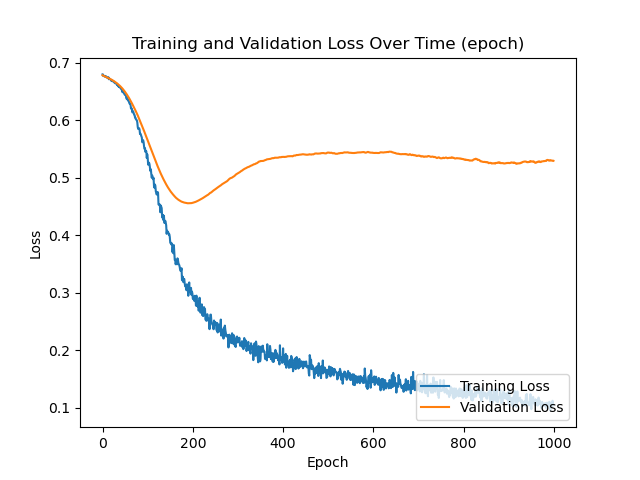 Training and Validation Loss Over Time (epoch)
0.7
0.6
0.5
0.4
0.3
0.2
0.1
Loss
Training Loss
Validation Loss
0 200 400 600 800 1000
Epoch